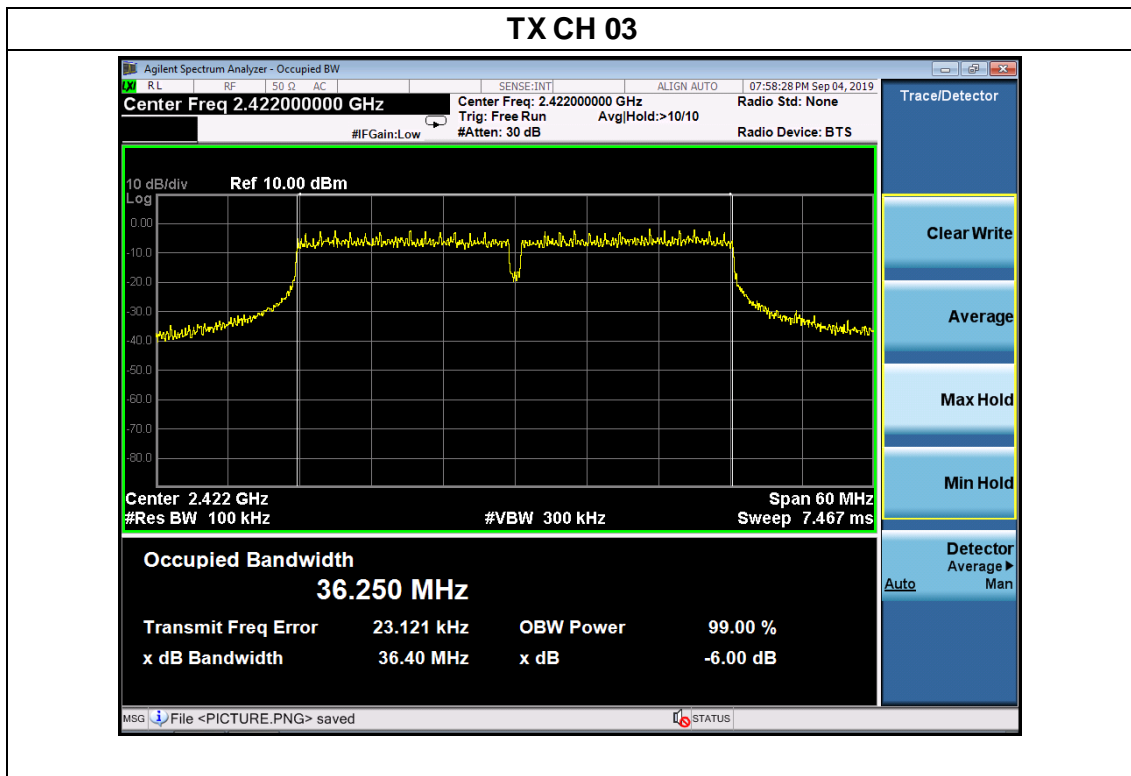 TX CH 03
Agilent Spectrum Analyzer - Occupied BW
LXI RL RF 50 Ω AC SENSE:INT ALIGN AUTO 07:58:28 PM Sep 04, 2019
Center Freq 2.422000000 GHz
Center Freq: 2.422000000 GHz Radio Std: None
Trig: Free Run Avg|Hold:>10/10
#IFGain:Low #Atten: 30 dB Radio Device: BTS
10 dB/div Ref 10.00 dBm
Log
0.00
-10.0
-20.0
-30.0
-40.0
-50.0
-60.0
-70.0
-80.0
Center 2.422 GHz Span 60 MHz
#Res BW 100 kHz #VBW 300 kHz Sweep 7.467 ms
Occupied Bandwidth
36.250 MHz
Transmit Freq Error 23.121 kHz OBW Power 99.00 %
x dB Bandwidth 36.40 MHz x dB -6.00 dB
Trace/Detector
Clear Write
Average
Max Hold
Min Hold
Detector
Average▶
Auto Man
MSG File <PICTURE.PNG> saved STATUS